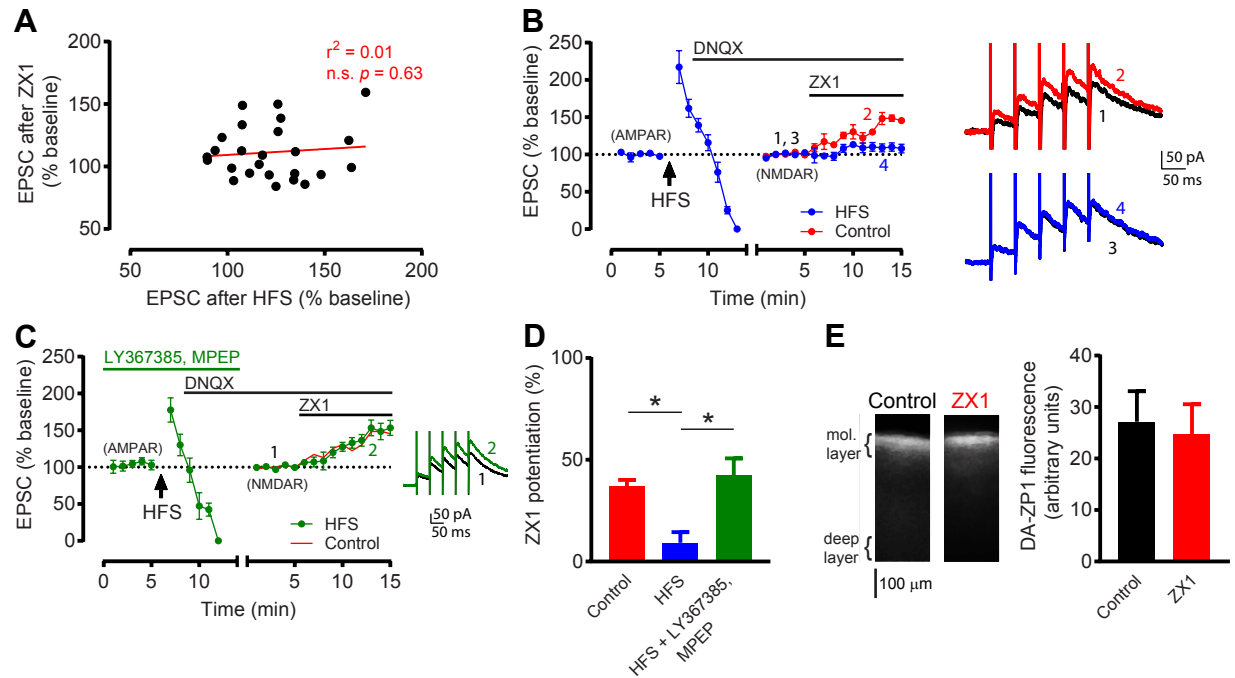 A
EPSC after ZX1
(% baseline)
200
150
100
50
r² = 0.01
n.s. p = 0.63
50
100
150
200
EPSC after HFS (% baseline)
B
EPSC (% baseline)
250
200
150
100
50
0
DNQX
ZX1
(AMPAR)
HFS
1, 3
(NMDAR)
2
4
HFS
Control
0
5
10
0
5
10
15
Time (min)
2
1
50 pA
50 ms
4
3
C
EPSC (% baseline)
250
200
150
100
50
0
LY367385, MPEP
DNQX
ZX1
(AMPAR)
HFS
1
(NMDAR)
2
HFS
Control
0
5
10
0
5
10
15
Time (min)
2
1
50 pA
50 ms
D
ZX1 potentiation (%)
100
50
0
*
*
Control
HFS
HFS + LY367385,
MPEP
E
Control
ZX1
mol.
layer
deep
layer
100 µm
DA-ZP1 fluorescence
(arbitrary units)
40
30
20
10
0
Control
ZX1